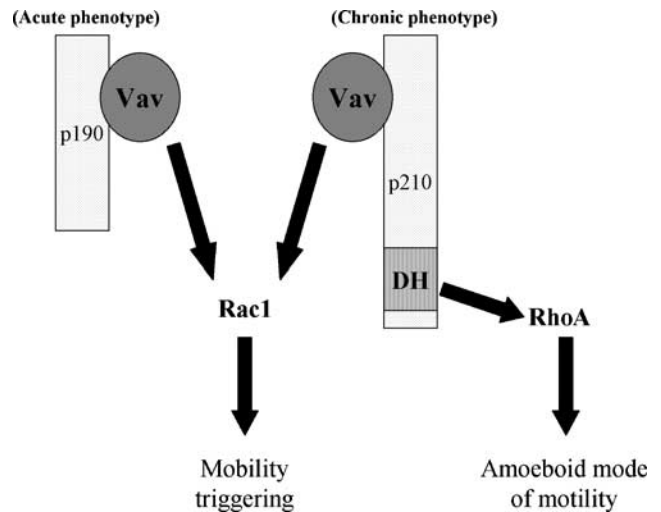 (Acute phenotype)
(Chronic phenotype)
Vav
Vav
p190
p210
DH
Rac1
RhoA
Mobility
triggering
Amoeboid mode
of motility